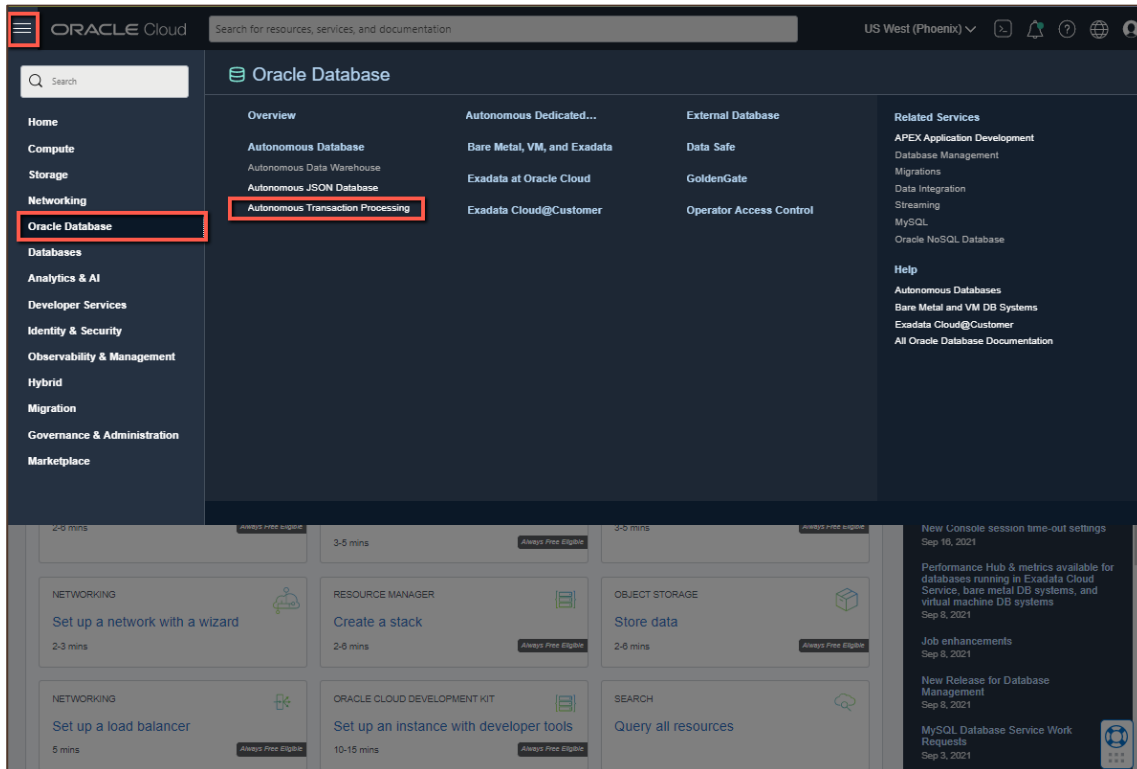 ORACLE Cloud
Search for resources, services, and documentation
US West (Phoenix)
Search
Home
Compute
Storage
Networking
Oracle Database
Databases
Analytics & AI
Developer Services
Identity & Security
Observability & Management
Hybrid
Migration
Governance & Administration
Marketplace
Oracle Database
Overview
Autonomous Database
Autonomous Data Warehouse
Autonomous JSON Database
Autonomous Transaction Processing
Autonomous Dedicated...
Bare Metal, VM, and Exadata
Exadata at Oracle Cloud
Exadata Cloud@Customer
External Database
Data Safe
GoldenGate
Operator Access Control
Related Services
APEX Application Development
Database Management
Migrations
Data Integration
Streaming
MySQL
Oracle NoSQL Database
Help
Autonomous Databases
Bare Metal and VM DB Systems
Exadata Cloud@Customer
All Oracle Database Documentation
2-6 mins
Always Free Eligible
3-5 mins
Always Free Eligible
3-5 mins
Always Free Eligible
NETWORKING
Set up a network with a wizard
2-3 mins
RESOURCE MANAGER
Create a stack
2-6 mins
Always Free Eligible
OBJECT STORAGE
Store data
2-6 mins
Always Free Eligible
NETWORKING
Set up a load balancer
5 mins
Always Free Eligible
ORACLE CLOUD DEVELOPMENT KIT
Set up an instance with developer tools
10-15 mins
Always Free Eligible
SEARCH
Query all resources
New Console session time-out settings
Sep 16, 2021
Performance Hub & metrics available for
databases running in Exadata Cloud
Service, bare metal DB systems, and
virtual machine DB systems
Sep 8, 2021
Job enhancements
Sep 8, 2021
New Release for Database
Management
Sep 8, 2021
MySQL Database Service Work
Requests
Sep 3, 2021